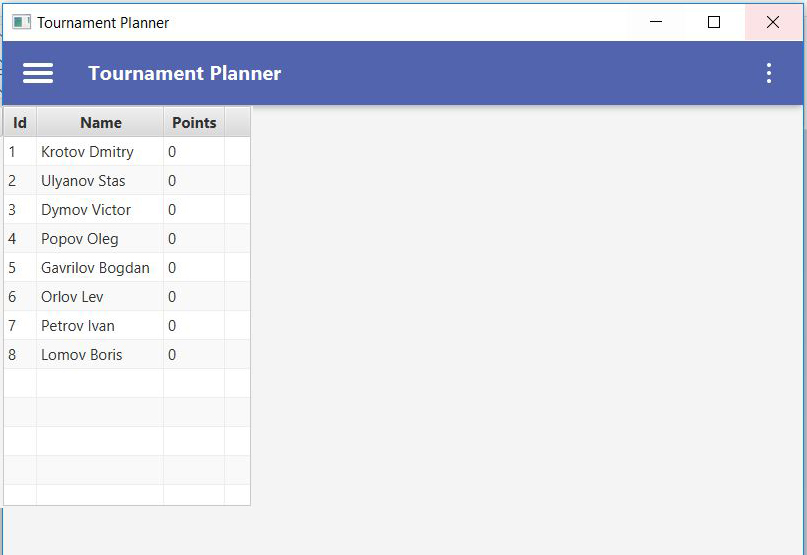 Tournament Planner
Tournament Planner
Id Name Points
1 Krotov Dmitry 0
2 Ulyanov Stas 0
3 Dymov Victor 0
4 Popov Oleg 0
5 Gavrilov Bogdan 0
6 Orlov Lev 0
7 Petrov Ivan 0
8 Lomov Boris 0